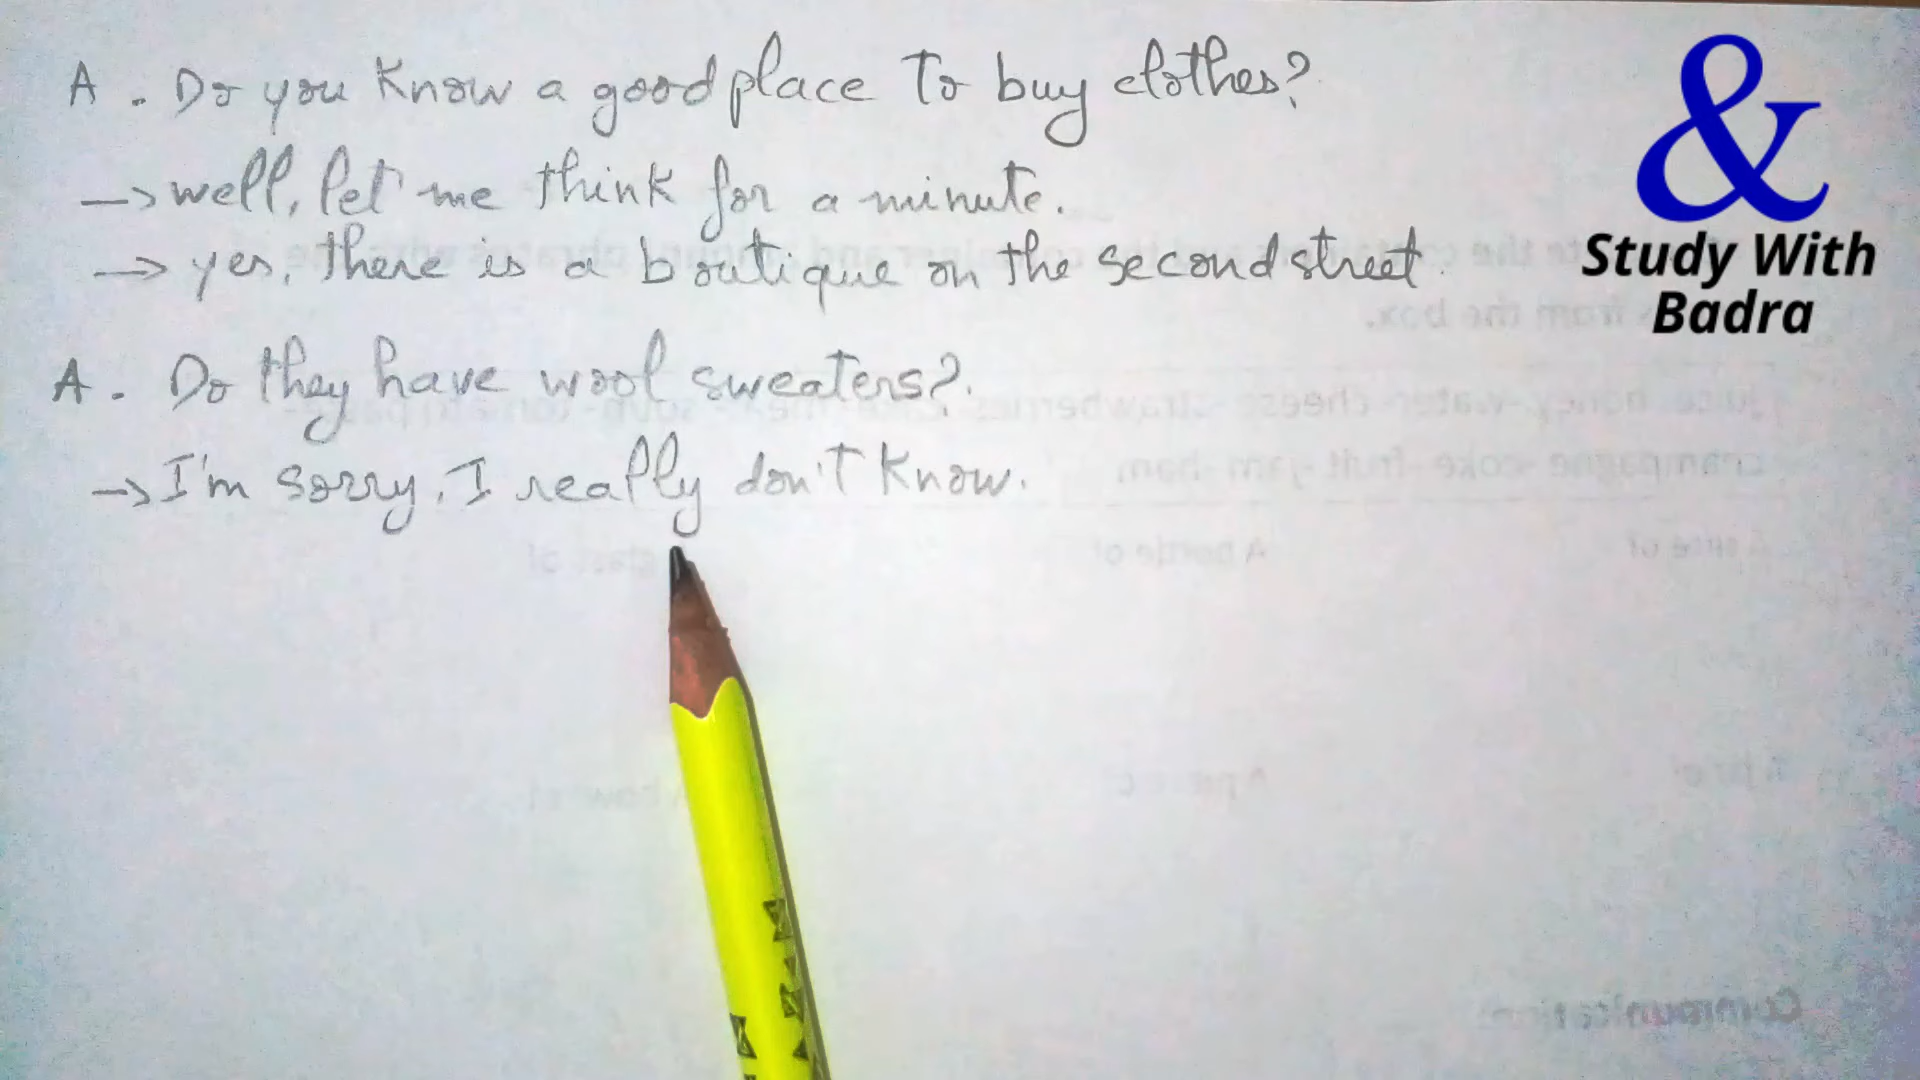 A. Do you know a good place to buy clothes?
&
→ well, let me think for a minute.
→ yes, there is a boutique on the second street.
Study With
Badra
A. Do they have wool sweaters?.
→ I'm sorry, I really don't know.